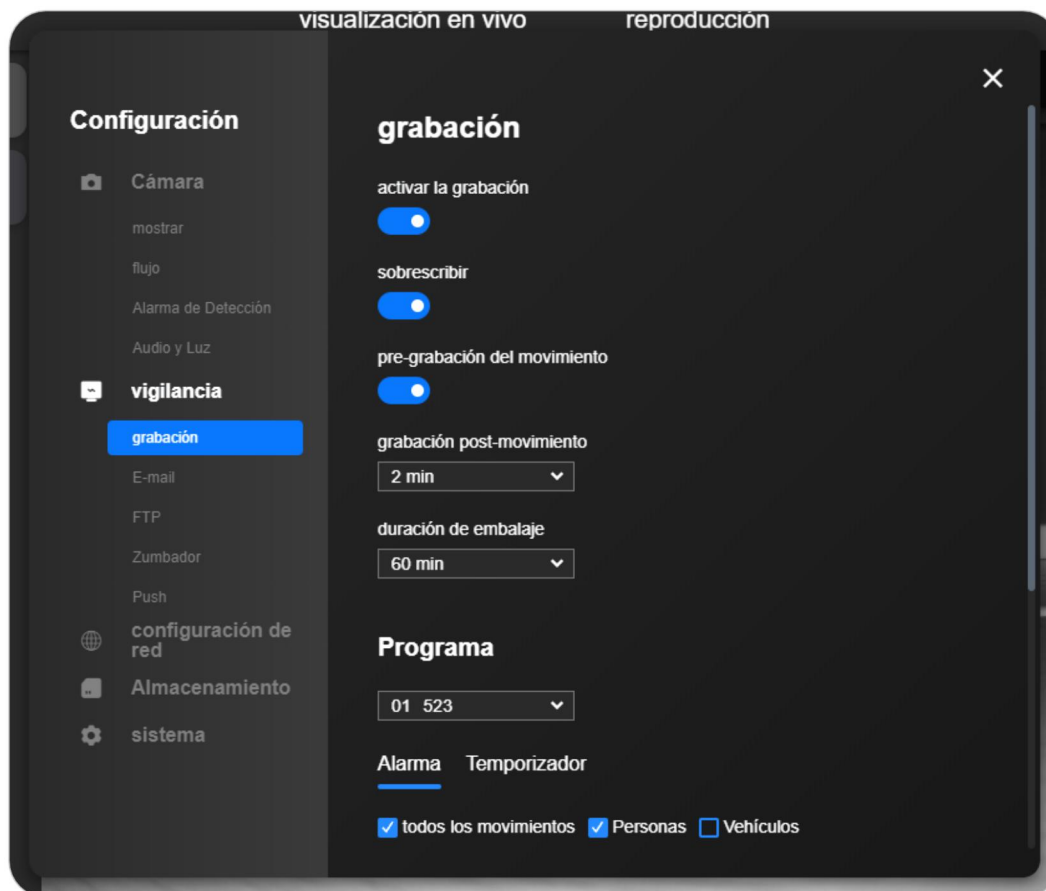 visualización en vivo reproducción
Configuración
Cámara
mostrar
flujo
Alarma de Detección
Audio y Luz
vigilancia
grabación
E-mail
FTP
Zumbador
Push
configuración de
red
Almacenamiento
sistema
grabación
activar la grabación
sobrescribir
pre-grabación del movimiento
grabación post-movimiento
2 min
duración de embalaje
60 min
Programa
01 523
Alarma Temporizador
todos los movimientos Personas Vehículos